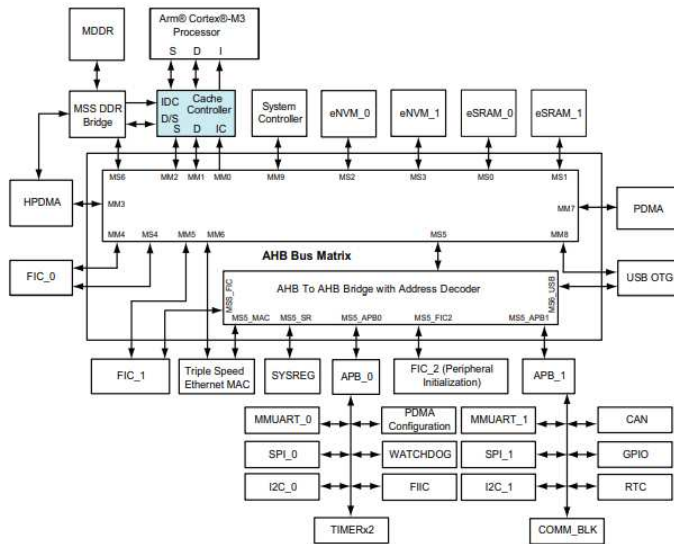 MDDR
Arm® Cortex®-M3
Processor
S D I
MSS DDR
Bridge
IDC Cache
Controller
D/S
S D IC
System
Controller
eNVM_0
eNVM_1
eSRAM_0
eSRAM_1
MS6 MM2 MM1 MM0 MM9 MS2 MS3 MS0 MS1
HPDMA
MM3
MM7
PDMA
MM4 MS4 MM5 MM6 MS5 MM8
AHB Bus Matrix
FIC_0
USB OTG
MSS_FIC
AHB To AHB Bridge with Address Decoder
MS6_USB
MS5_MAC MS5_SR MS5_APB0 MS5_FIC2 MS5_APB1
FIC_1
Triple Speed
Ethernet MAC
SYSREG
APB_0
FIC_2 (Peripheral
Initialization)
APB_1
MMUART_0
PDMA
Configuration
MMUART_1
CAN
SPI_0
WATCHDOG
SPI_1
GPIO
I2C_0
FIIC
I2C_1
RTC
TIMERx2
COMM_BLK